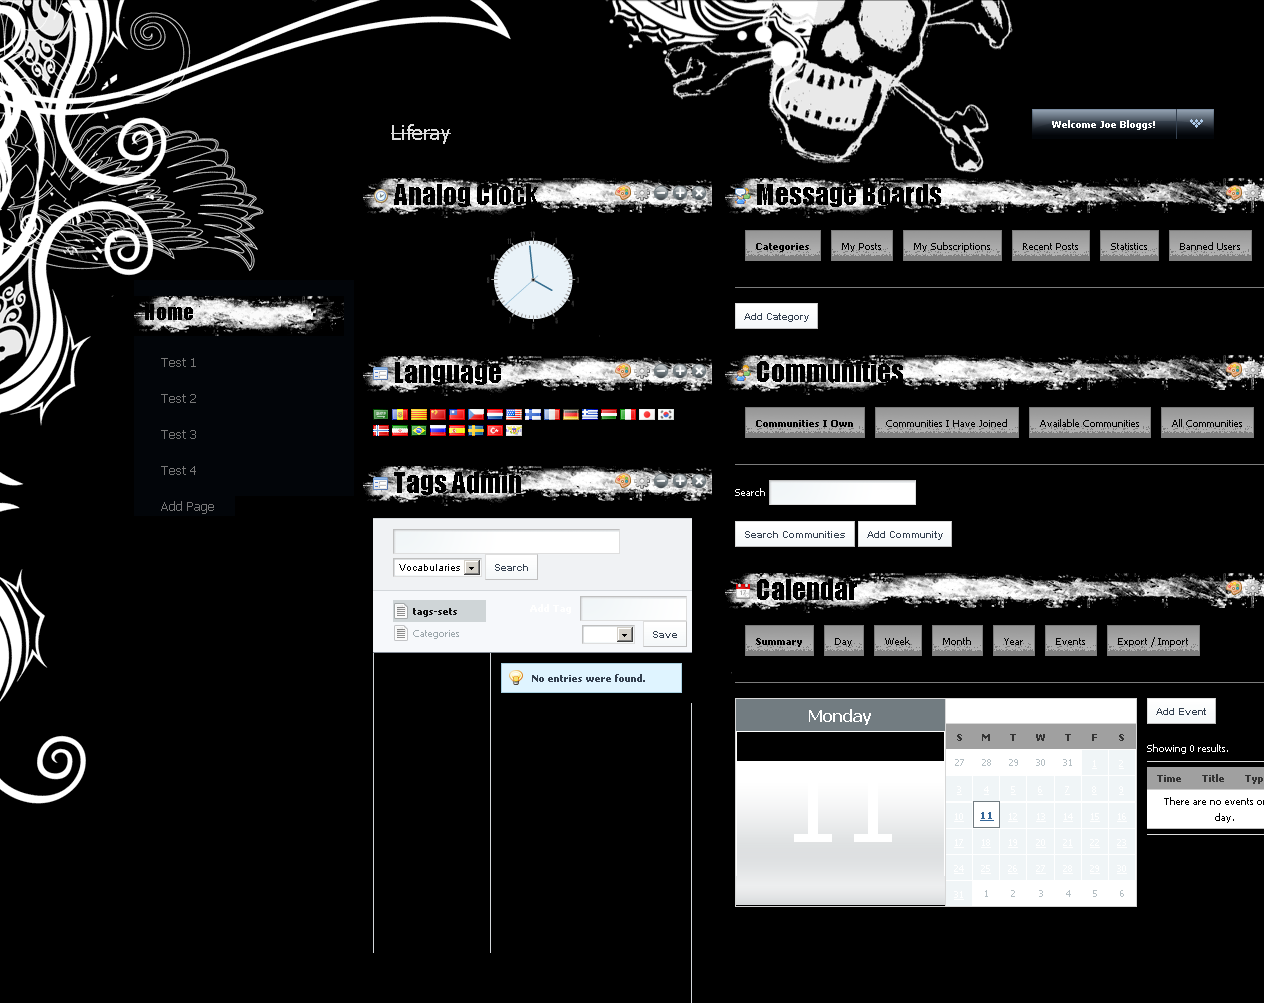 Liferay
Welcome Joe Bloggs!
Analog Clock
Message Boards
Categories
My Posts
My Subscriptions
Recent Posts
Statistics
Banned Users
Add Category
Home
Test 1
Test 2
Test 3
Test 4
Add Page
Language
Communities
Communities I Own
Communities I Have Joined
Available Communities
All Communities
Search
Search Communities
Add Community
Tags Admin
Vocabularies
Search
tags-sets
Categories
Add Tag
Save
No entries were found.
Calendar
Summary
Day
Week
Month
Year
Events
Export / Import
Monday
11
S M T W T F S
27 28 29 30 31 1 2
3 4 5 6 7 8 9
10 11 12 13 14 15 16
17 18 19 20 21 22 23
24 25 26 27 28 29 30
31 1 2 3 4 5 6
Add Event
Showing 0 results.
Time Title Typ
There are no events o
day.